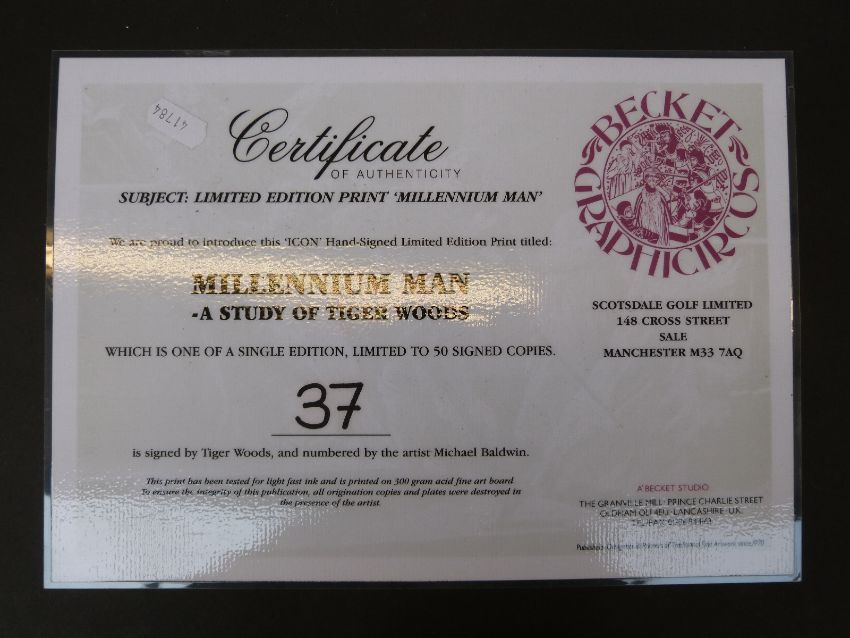 41784
Certificate
OF AUTHENTICITY
SUBJECT: LIMITED EDITION PRINT 'MILLENNIUM MAN'
We are proud to introduce this 'ICON' Hand-Signed Limited Edition Print titled:
MILLENNIUM MAN
-A STUDY OF TIGER WOODS-
WHICH IS ONE OF A SINGLE EDITION, LIMITED TO 50 SIGNED COPIES.
37
is signed by Tiger Woods, and numbered by the artist Michael Baldwin.
This print has been tested for light fast ink and is printed on 300 gram acid fine art board
To ensure the integrity of this publication, all origination copies and plates were destroyed in
the presence of the artist.
BECKET
GRAPHICIRCUS
SCOTSDALE GOLF LIMITED
148 CROSS STREET
SALE
MANCHESTER M33 7AQ
A'BECKET STUDIO
THE GRANVILLE MILL: PRINCE CHARLIE STREET
OLDHAM LANCASHIRE U.K.